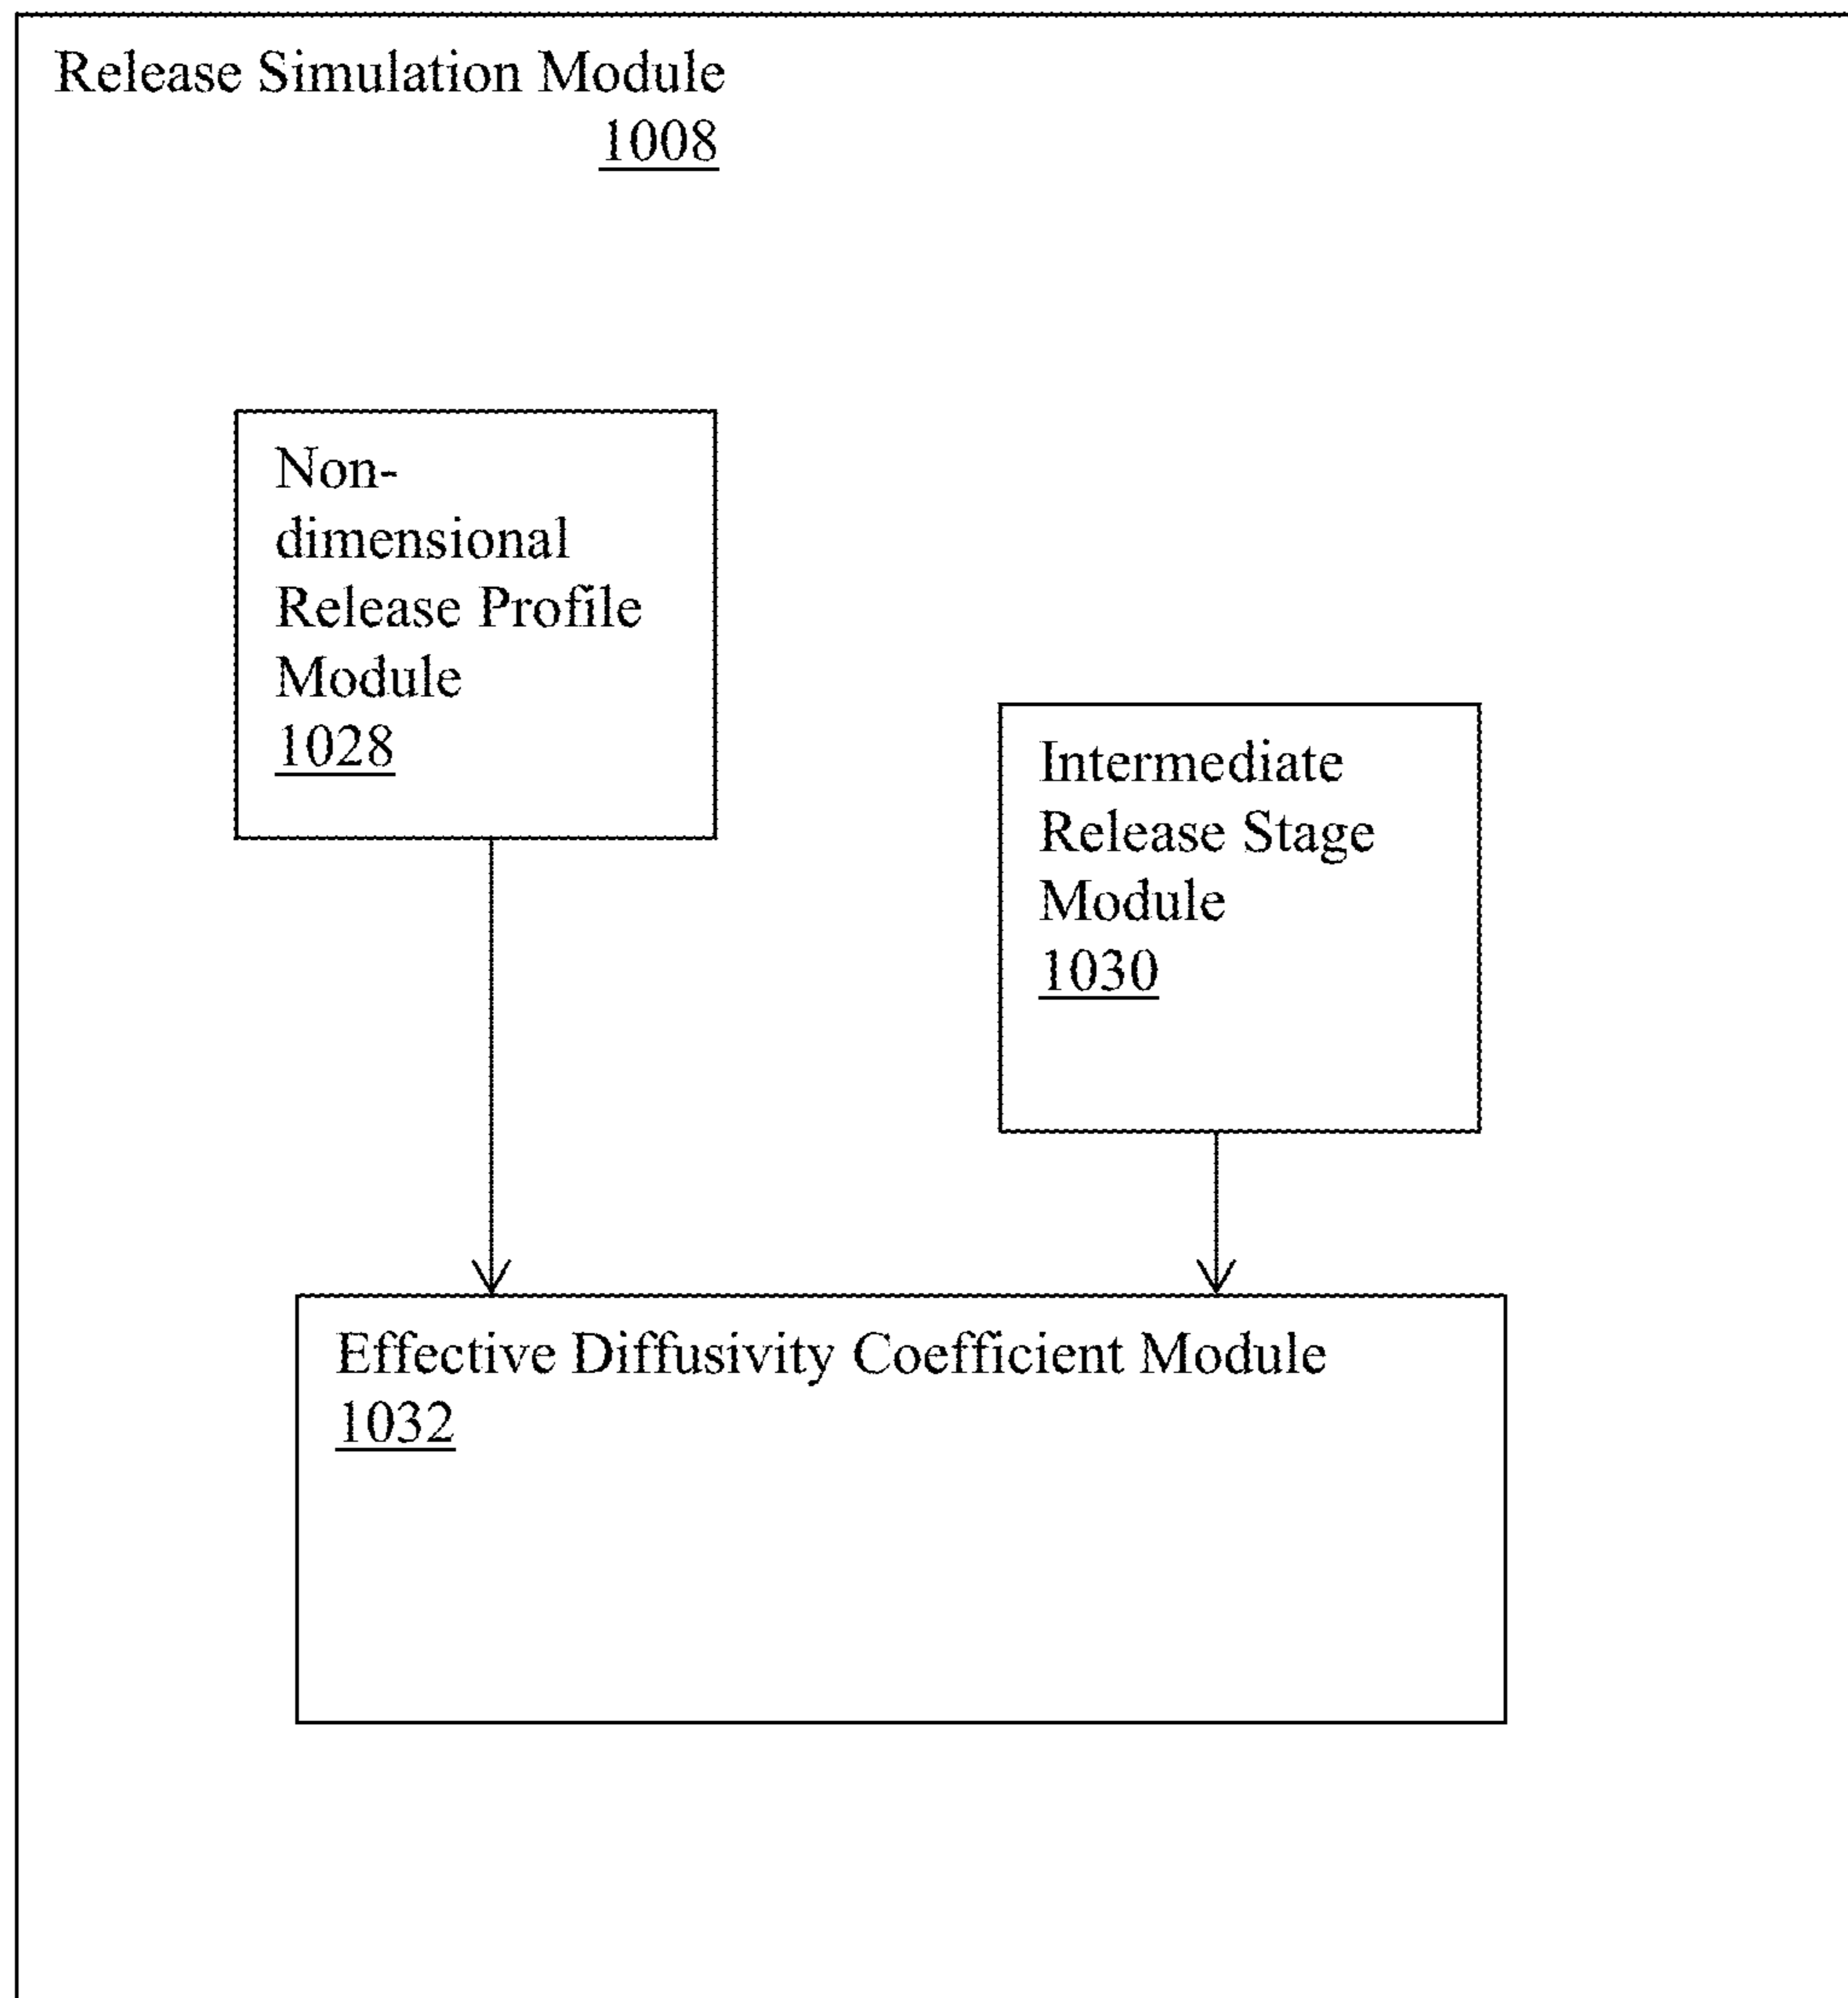 Release Simulation Module
1008
Non-
dimensional
Release Profile
Module
1028
Intermediate
Release Stage
Module
1030
Effective Diffusivity Coefficient Module
1032